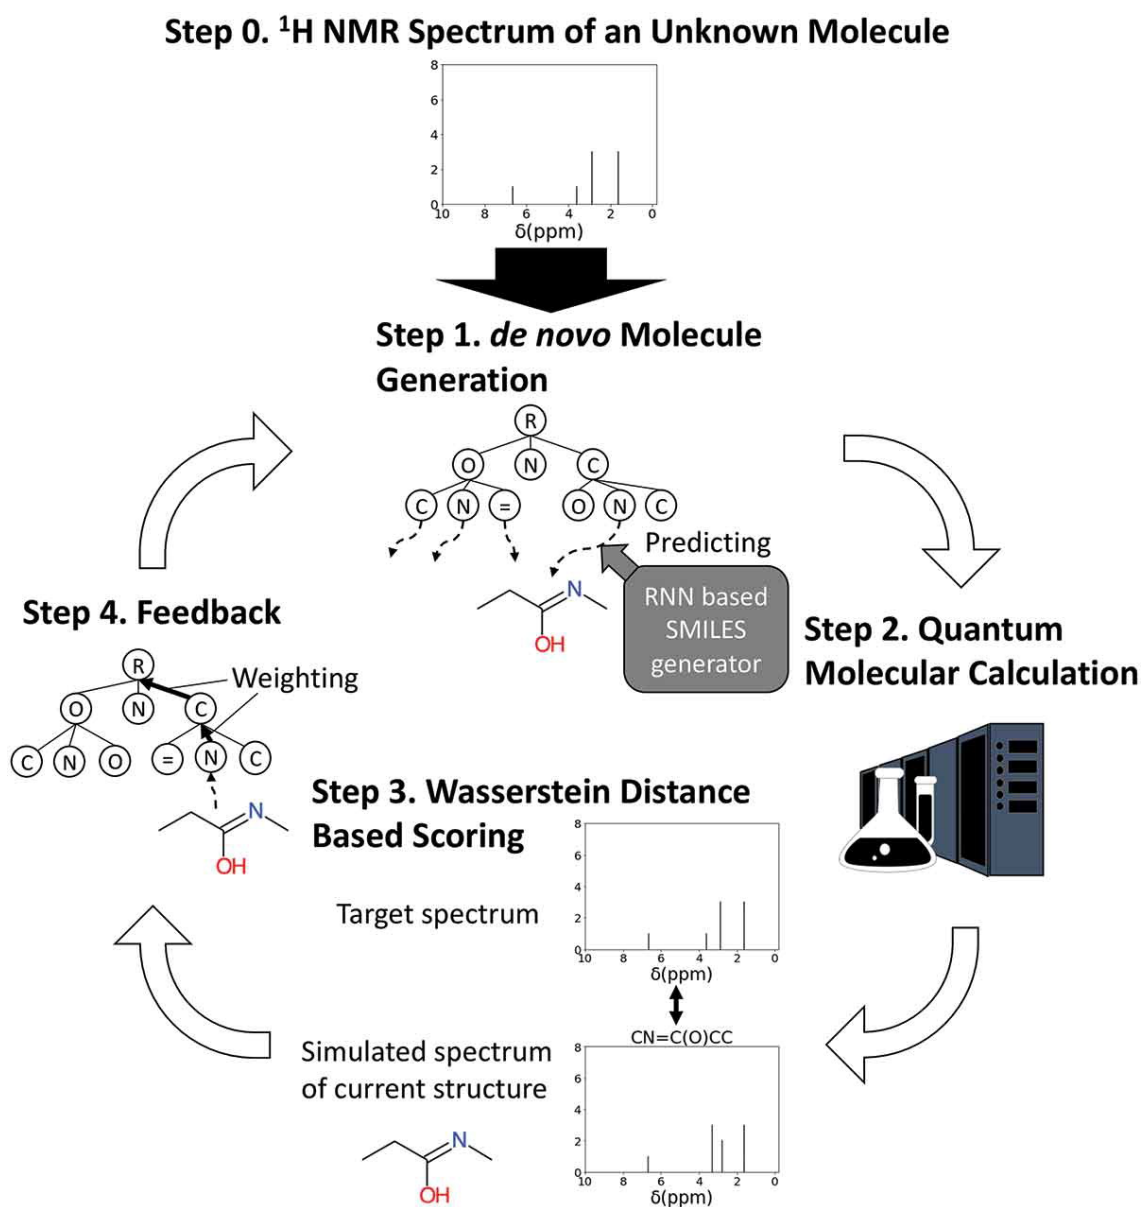 Step 0. ¹H NMR Spectrum of an Unknown Molecule
8
6
4
2
0
10 8 6 4 2 0
δ(ppm)
Step 1. de novo Molecule
Generation
R
O N C
C N = O N C
Predicting
N
OH
RNN based
SMILES
generator
Step 2. Quantum
Molecular Calculation
Step 4. Feedback
R
Weighting
O N C
C N O = N C
N
OH
Step 3. Wasserstein Distance
Based Scoring
Target spectrum
8
6
4
2
0
10 8 6 4 2 0
δ(ppm)
CN=C(O)CC
Simulated spectrum
of current structure
N
OH
8
6
4
2
0
10 8 6 4 2 0
δ(ppm)